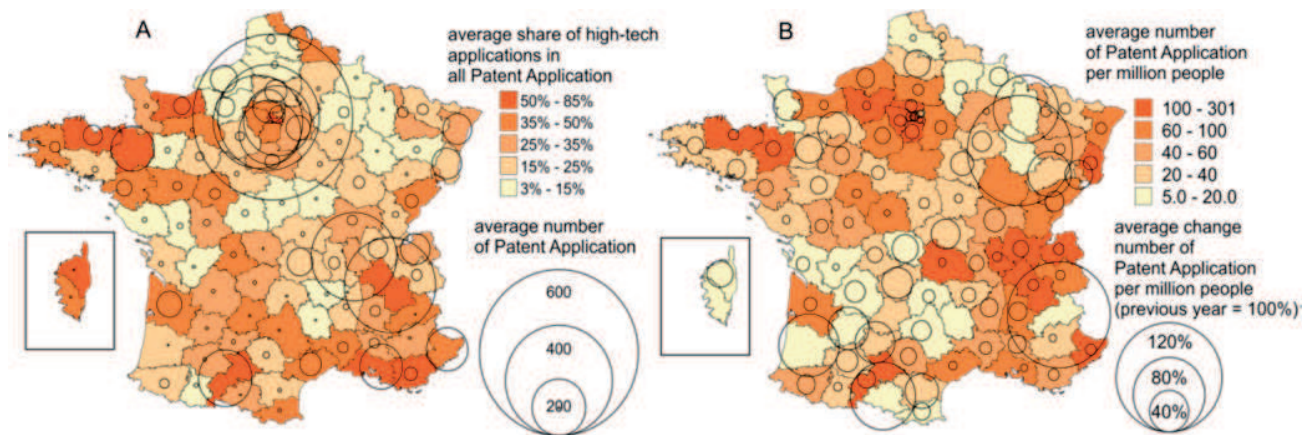 A
average share of high-tech
applications in
all Patent Application
50% - 85%
35% - 50%
25% - 35%
15% - 25%
3% - 15%
average number
of Patent Application
600
400
200
B
average number
of Patent Application
per million people
100 - 301
60 - 100
40 - 60
20 - 40
5.0 - 20.0
average change
number of
Patent Application
per million people
(previous year = 100%)
120%
80%
40%